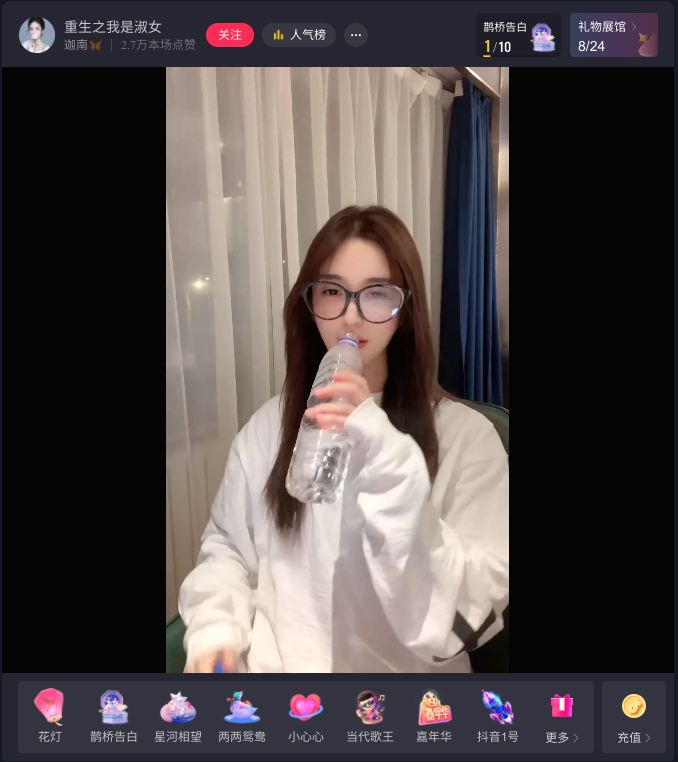 重生之我是淑女
迦南🦋 | 2.7万本场点赞
关注
人气榜
鹊桥告白
1/10
礼物展馆
8/24
花灯
鹊桥告白
星河相望
两两鸳鸯
小心心
当代歌王
嘉年华
嘉年华
抖音1号
更多
充值